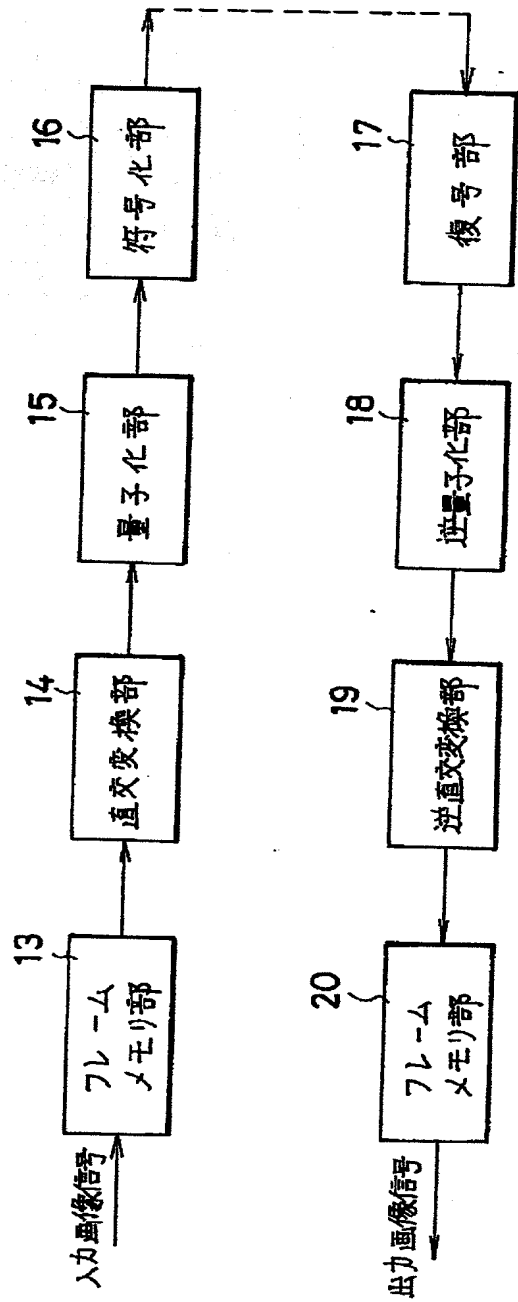 入力画像信号
13
フレーム
メモリ部
14
直交変換部
15
量子化部
16
符号化部
17
復号部
18
逆量子化部
19
逆直交変換部
20
フレーム
メモリ部
出力画像信号